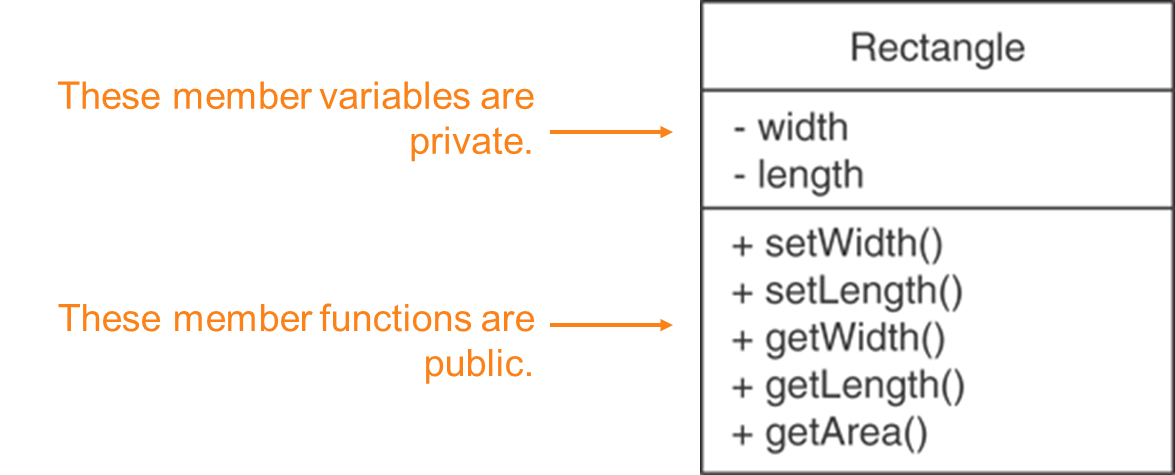 These member variables are
private.
These member functions are
public.
Rectangle
- width
- length
+ setWidth()
+ setLength()
+ getWidth()
+ getLength()
+ getArea()